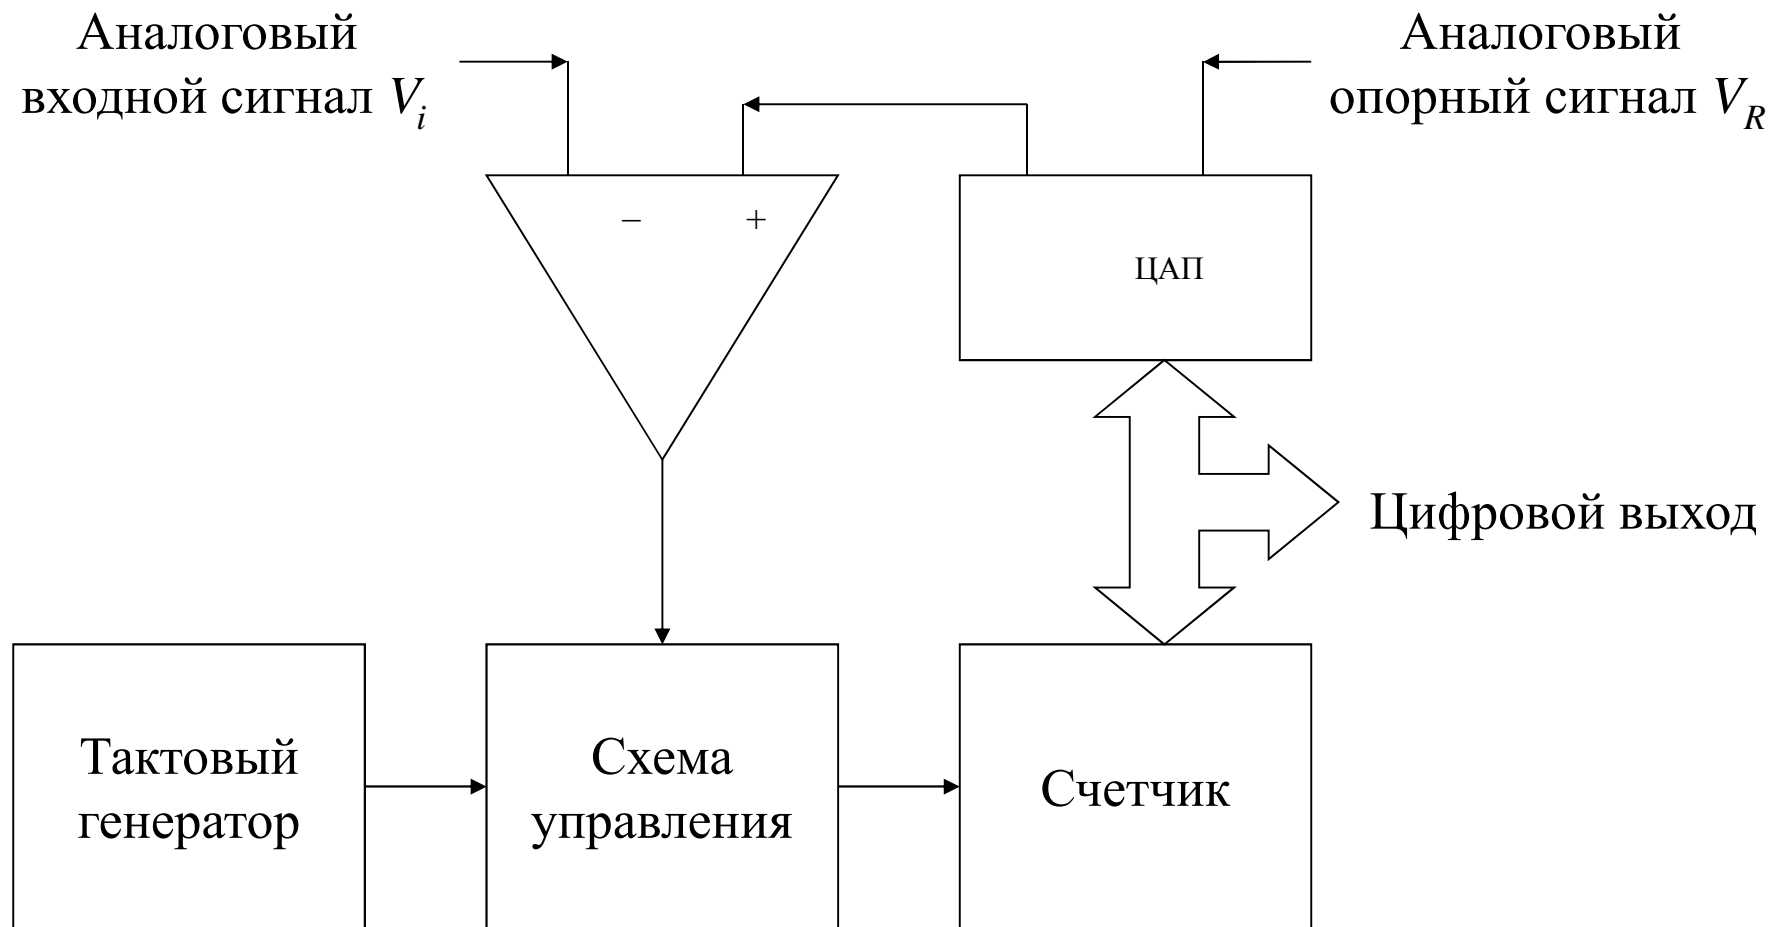 Аналоговый
входной сигнал Vi
Аналоговый
опорный сигнал VR
– +
ЦАП
Цифровой выход
Тактовый
генератор
Схема
управления
Счетчик